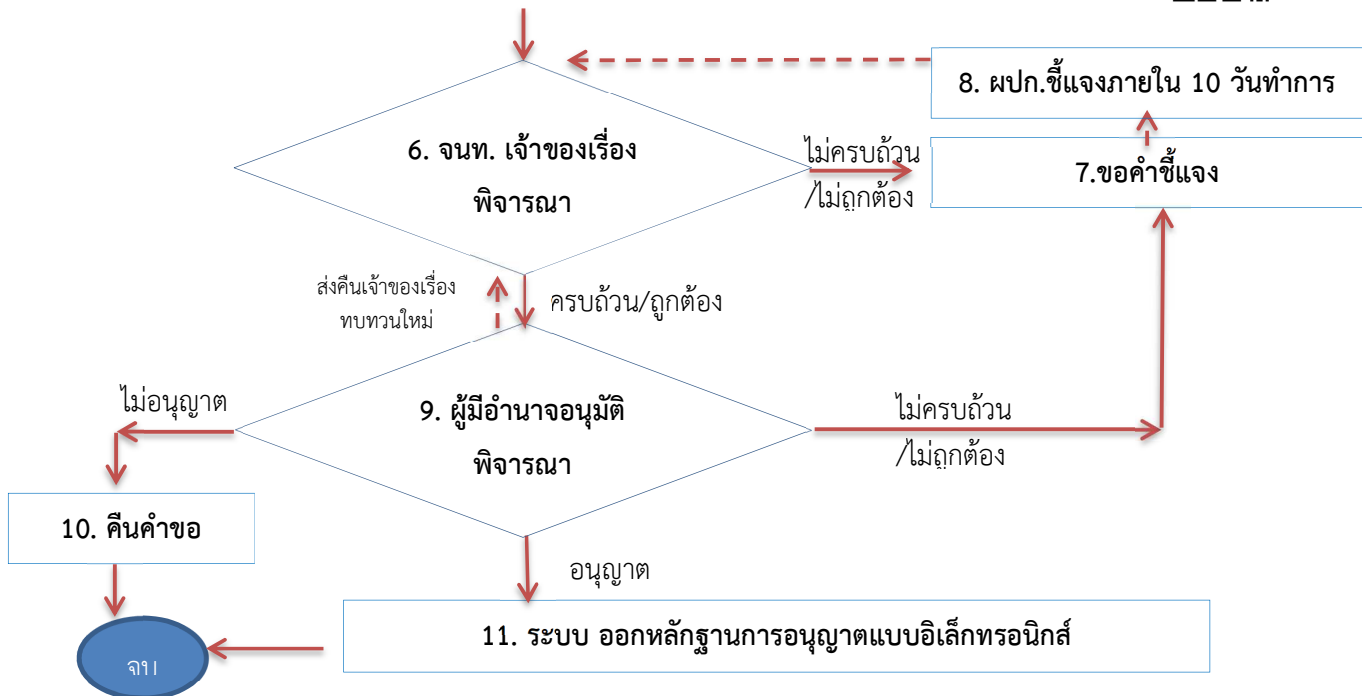 8. ผปก.ชี้แจงภายใน 10 วันทำการ
6. จนท. เจ้าของเรื่อง
พิจารณา
ไม่ครบถ้วน
/ไม่ถูกต้อง
7.ขอคำชี้แจง
ส่งคืนเจ้าของเรื่อง
ทบทวนใหม่
ครบถ้วน/ถูกต้อง
ไม่อนุญาต
9. ผู้มีอำนาจอนุมัติ
พิจารณา
ไม่ครบถ้วน
/ไม่ถูกต้อง
10. คืนคำขอ
อนุญาต
11. ระบบ ออกหลักฐานการอนุญาตแบบอิเล็กทรอนิกส์
จบ